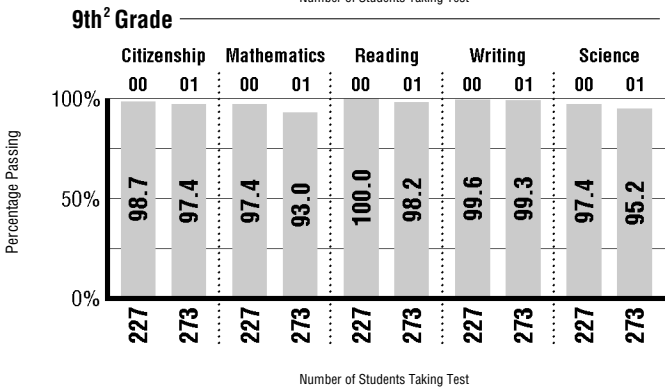 Number of Students Taking Test
9th² Grade
Citizenship Mathematics Reading Writing Science
00 01 00 01 00 01 00 01 00 01
100%
50%
0%
Percentage Passing
98.7 97.4 97.4 93.0 100.0 98.2 99.6 99.3 97.4 95.2
227 273 227 273 227 273 227 273 227 273
Number of Students Taking Test